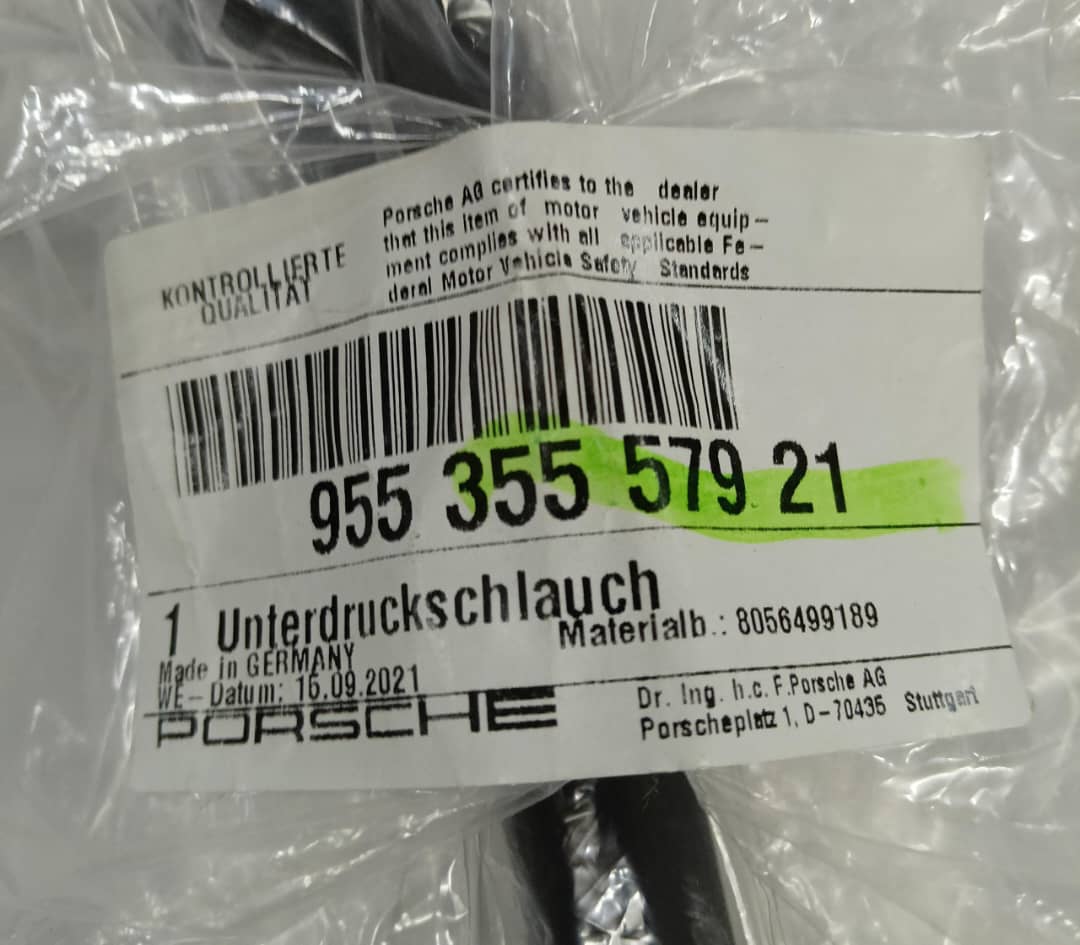 KONTROLLIERTE
QUALITÄT
Porsche AG certifies to the dealer
that this item of motor vehicle equip-
ment complies with all applicable Fe-
deral Motor Vehicle Safety Standards
955 355 579 21
1 Unterdruckschlauch
Materialb.: 8056499189
Made in GERMANY
WE-Datum: 16.09.2021
PORSCHE
Dr. Ing. h.c. F.Porsche AG
Porscheplatz 1, D-70435 Stuttgart